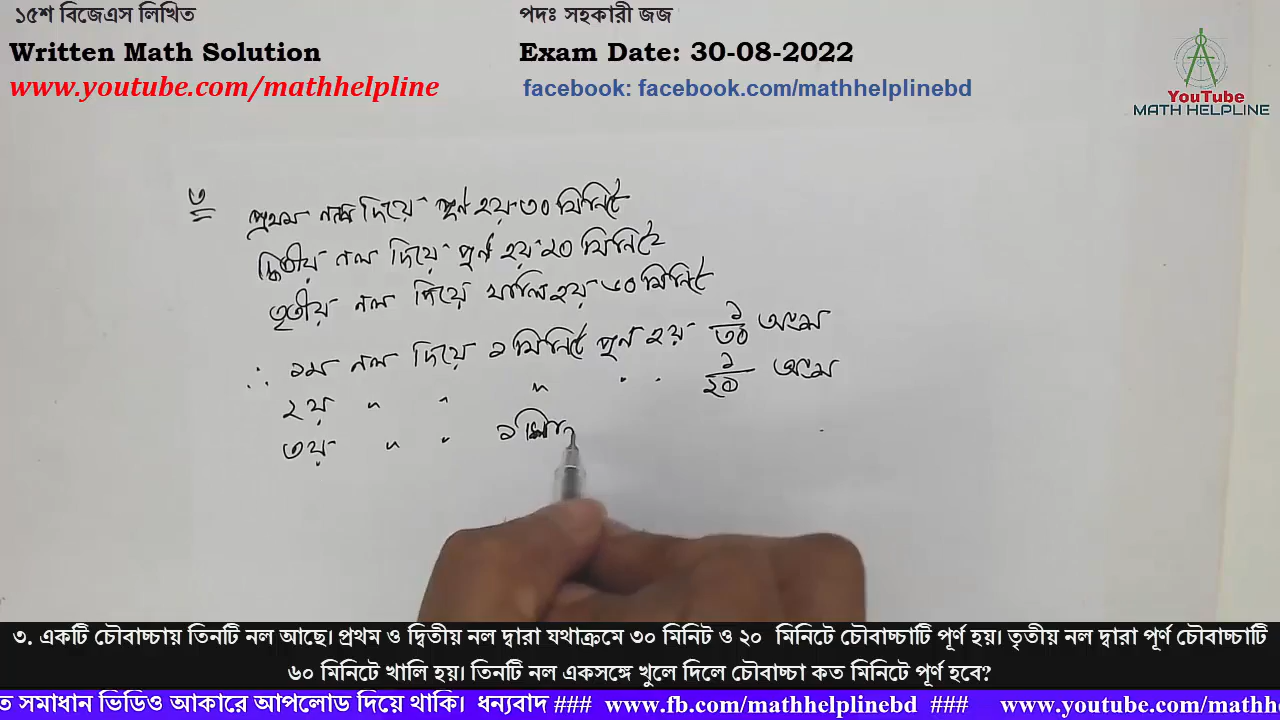 ১৫শ বিজেএস লিখিত
পদঃ সহকারী জজ
Written Math Solution
Exam Date: 30-08-2022
www.youtube.com/mathhelpline
facebook: facebook.com/mathhelplinebd
YouTube
MATH HELPLINE
৩
প্রথম নল দিয়ে পূর্ণ হয় ৩০ মিনিটে
দ্বিতীয় নল দিয়ে পূর্ণ হয় ২০ মিনিটে
তৃতীয় নল দিয়ে খালি হয় ৬০ মিনিটে
∴ ১ম নল দিয়ে ১ মিনিটে পূর্ণ হয় ১/৩০ অংশ
২য় " " " " " ১/২০ অংশ
৩য় " " ১ মি
৩. একটি চৌবাচ্চায় তিনটি নল আছে। প্রথম ও দ্বিতীয় নল দ্বারা যথাক্রমে ৩০ মিনিট ও ২০ মিনিটে চৌবাচ্চাটি পূর্ণ হয়। তৃতীয় নল দ্বারা পূর্ণ চৌবাচ্চাটি
৬০ মিনিটে খালি হয়। তিনটি নল একসঙ্গে খুলে দিলে চৌবাচ্চা কত মিনিটে পূর্ণ হবে?
ত সমাধান ভিডিও আকারে আপলোড দিয়ে থাকি। ধন্যবাদ ### www.fb.com/mathhelplinebd ### www.youtube.com/mathhe